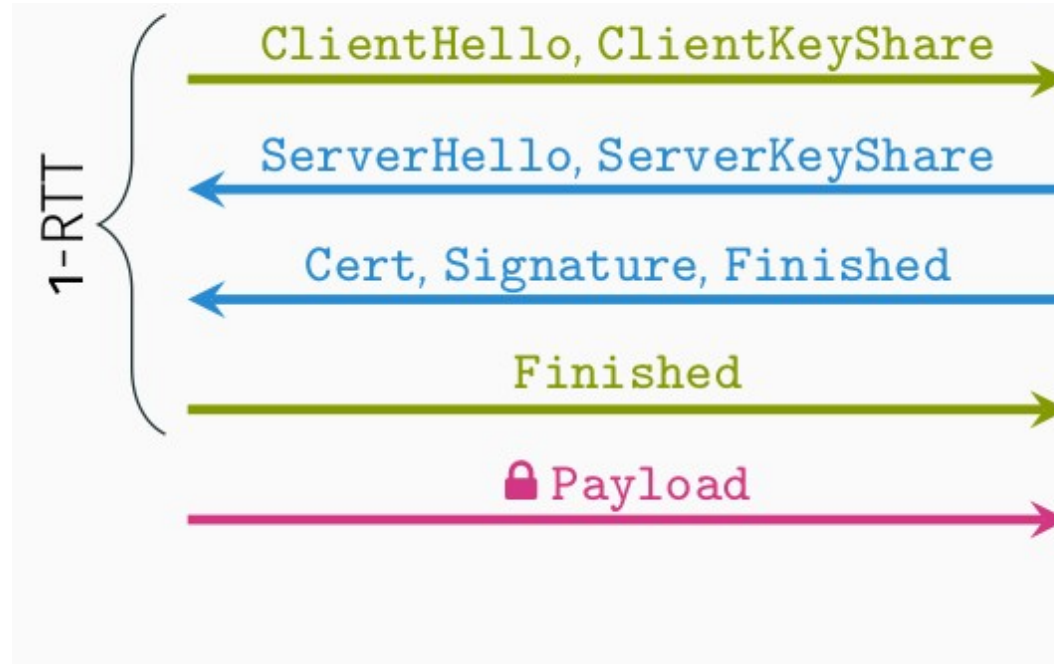 ClientHello, ClientKeyShare
ServerHello, ServerKeyShare
1-RTT
Cert, Signature, Finished
Finished
Payload